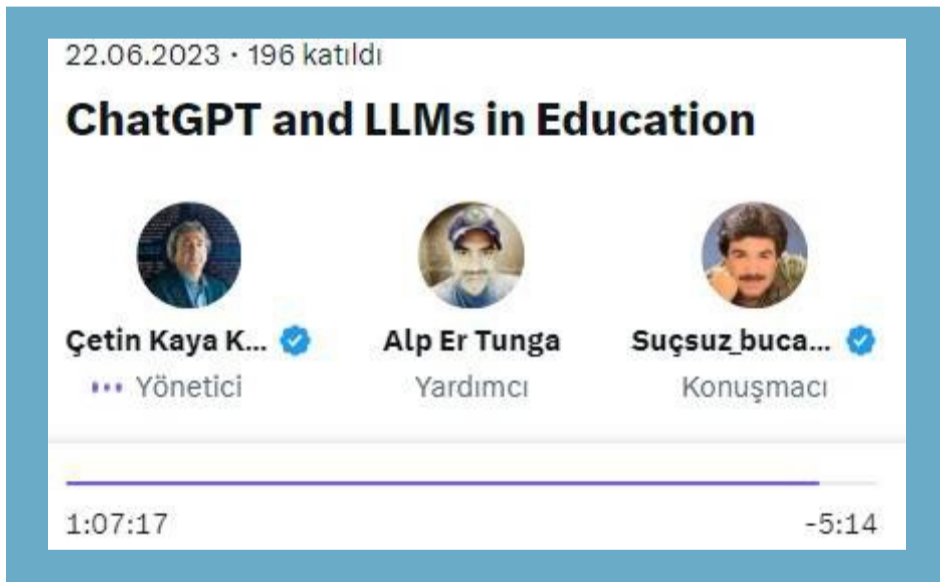 22.06.2023 · 196 katıldı
ChatGPT and LLMs in Education
Çetin Kaya K... Alp Er Tunga Suçsuz_buca...
Yönetici Yardımcı Konuşmacı
1:07:17 -5:14